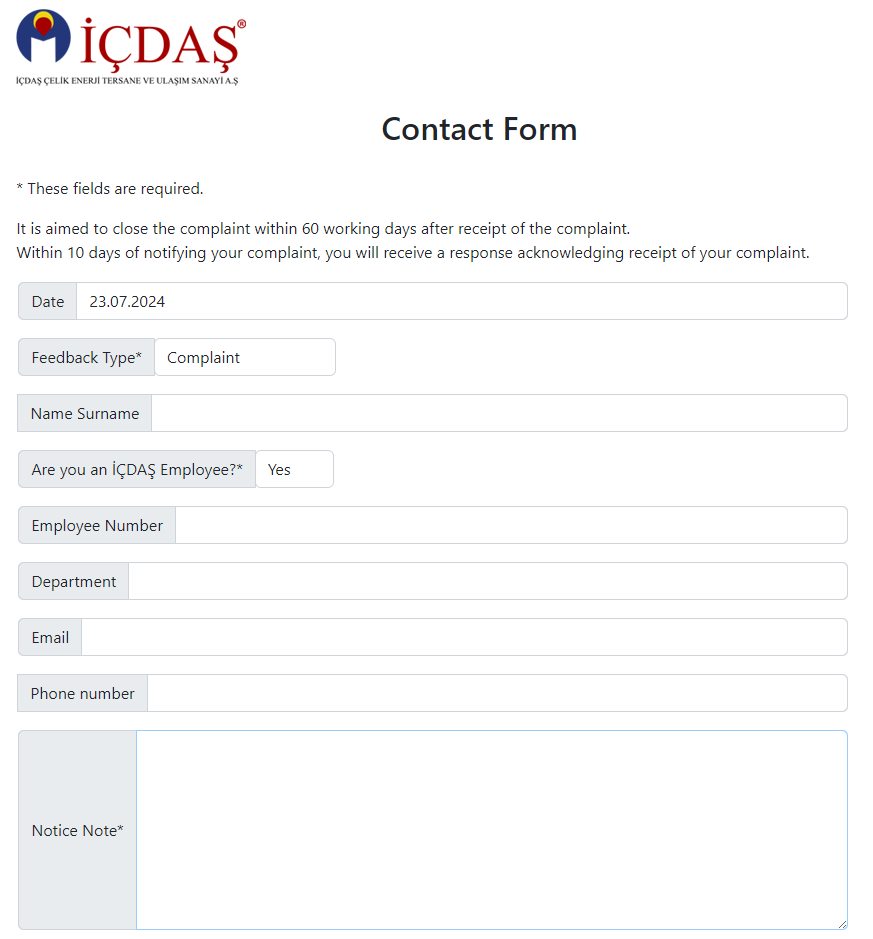 İÇDAŞ®
İÇDAŞ ÇELİK ENERJİ TERSANE VE ULAŞIM SANAYİ A.Ş
Contact Form
* These fields are required.
It is aimed to close the complaint within 60 working days after receipt of the complaint.
Within 10 days of notifying your complaint, you will receive a response acknowledging receipt of your complaint.
Date 23.07.2024
Feedback Type* Complaint
Name Surname
Are you an İÇDAŞ Employee?* Yes
Employee Number
Department
Email
Phone number
Notice Note*